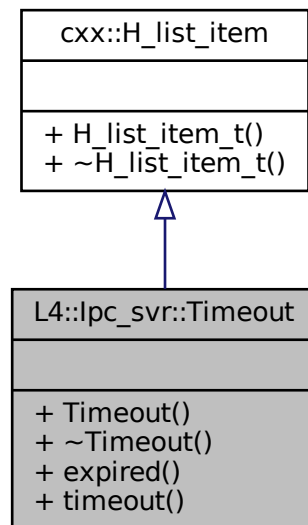 cxx::H_list_item
+ H_list_item_t()
+ ~H_list_item_t()
L4::Ipc_svr::Timeout
+ Timeout()
+ ~Timeout()
+ expired()
+ timeout()